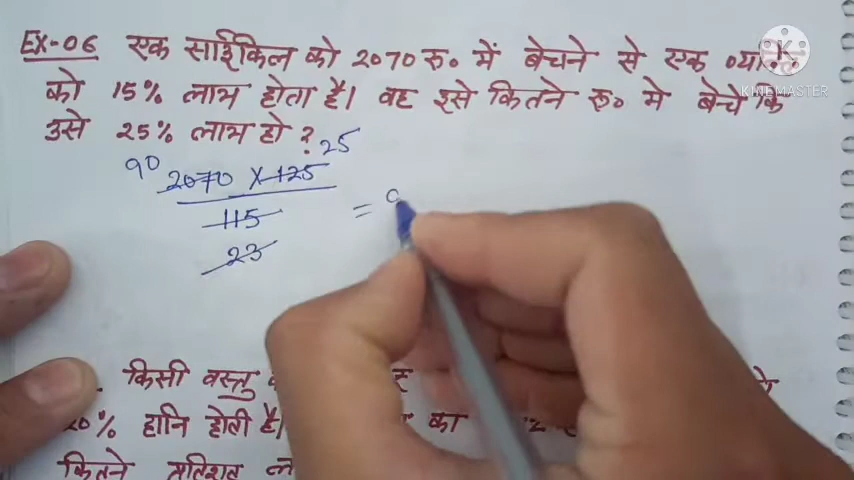 EX-06 एक साईकिल को 2070 रु० में बेचने से एक
को 15% लाभ होता है। वह इसे कितने रु० मे बेचे कि
उसे 25% लाभ हो ?
25
90 2070 X 125
115
=
23
किसी वस्तु
20% हानि होती है। का
कितने प्रतिशत
K
KINEMASTER